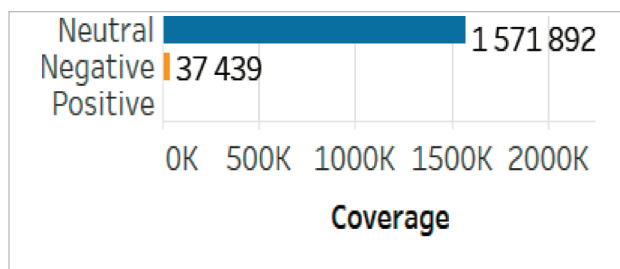 Neutral 1 571 892
Negative 37 439
Positive
0K 500K 1000K 1500K 2000K
Coverage